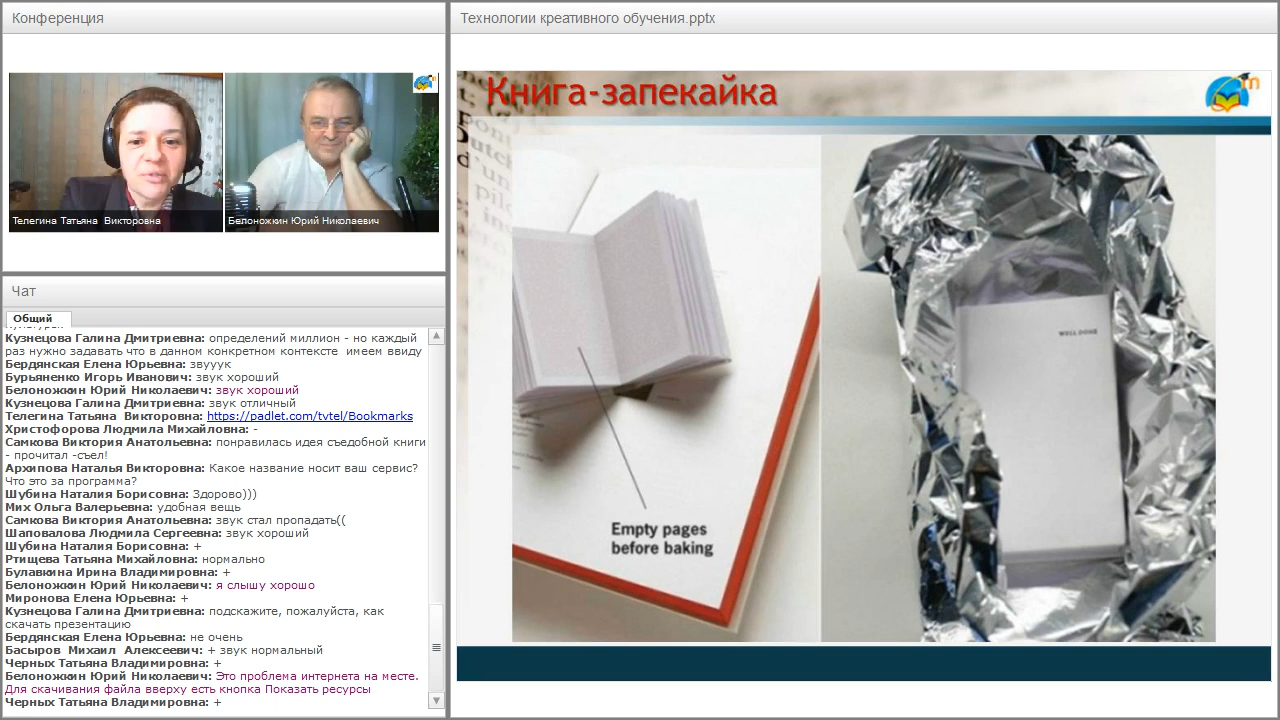 Конференция
Телегина Татьяна  Викторовна
Белоножкин Юрий Николаевич
Чат
Общий
Кузнецова Галина Дмитриевна: определений миллион - но каждый
раз нужно задавать что в данном конкретном контексте  имеем ввиду
Бердянская Елена Юрьевна: звууук
Бурьяненко Игорь Иванович: звук хороший
Белоножкин Юрий Николаевич: звук хороший
Кузнецова Галина Дмитриевна: звук отличный
Телегина Татьяна  Викторовна: https://padlet.com/tvtel/Bookmarks
Христофорова Людмила Михайловна: -
Самкова Виктория Анатольевна: понравилась идея съедобной книги
- прочитал -съел!
Архипова Наталья Викторовна: Какое название носит ваш сервис?
Что это за программа?
Шубина Наталия Борисовна: Здорово)))
Мих Ольга Валерьевна: удобная вещь
Самкова Виктория Анатольевна: звук стал пропадать((
Шаповалова Людмила Сергеевна: звук хороший
Шубина Наталия Борисовна: +
Ртищева Татьяна Михайловна: нормально
Булавкина Ирина Владимировна: +
Белоножкин Юрий Николаевич: я слышу хорошо
Миронова Елена Юрьевна: +
Кузнецова Галина Дмитриевна: подскажите, пожалуйста, как
скачать презентацию
Бердянская Елена Юрьевна: не очень
Басыров  Михаил  Алексеевич: + звук нормальный
Черных Татьяна Владимировна: +
Белоножкин Юрий Николаевич: Это проблема интернета на месте.
Для скачивания файла вверху есть кнопка Показать ресурсы
Черных Татьяна Владимировна: +
Технологии креативного обучения.pptx
Книга-запекайка
Empty pages
before baking
WELL DONE